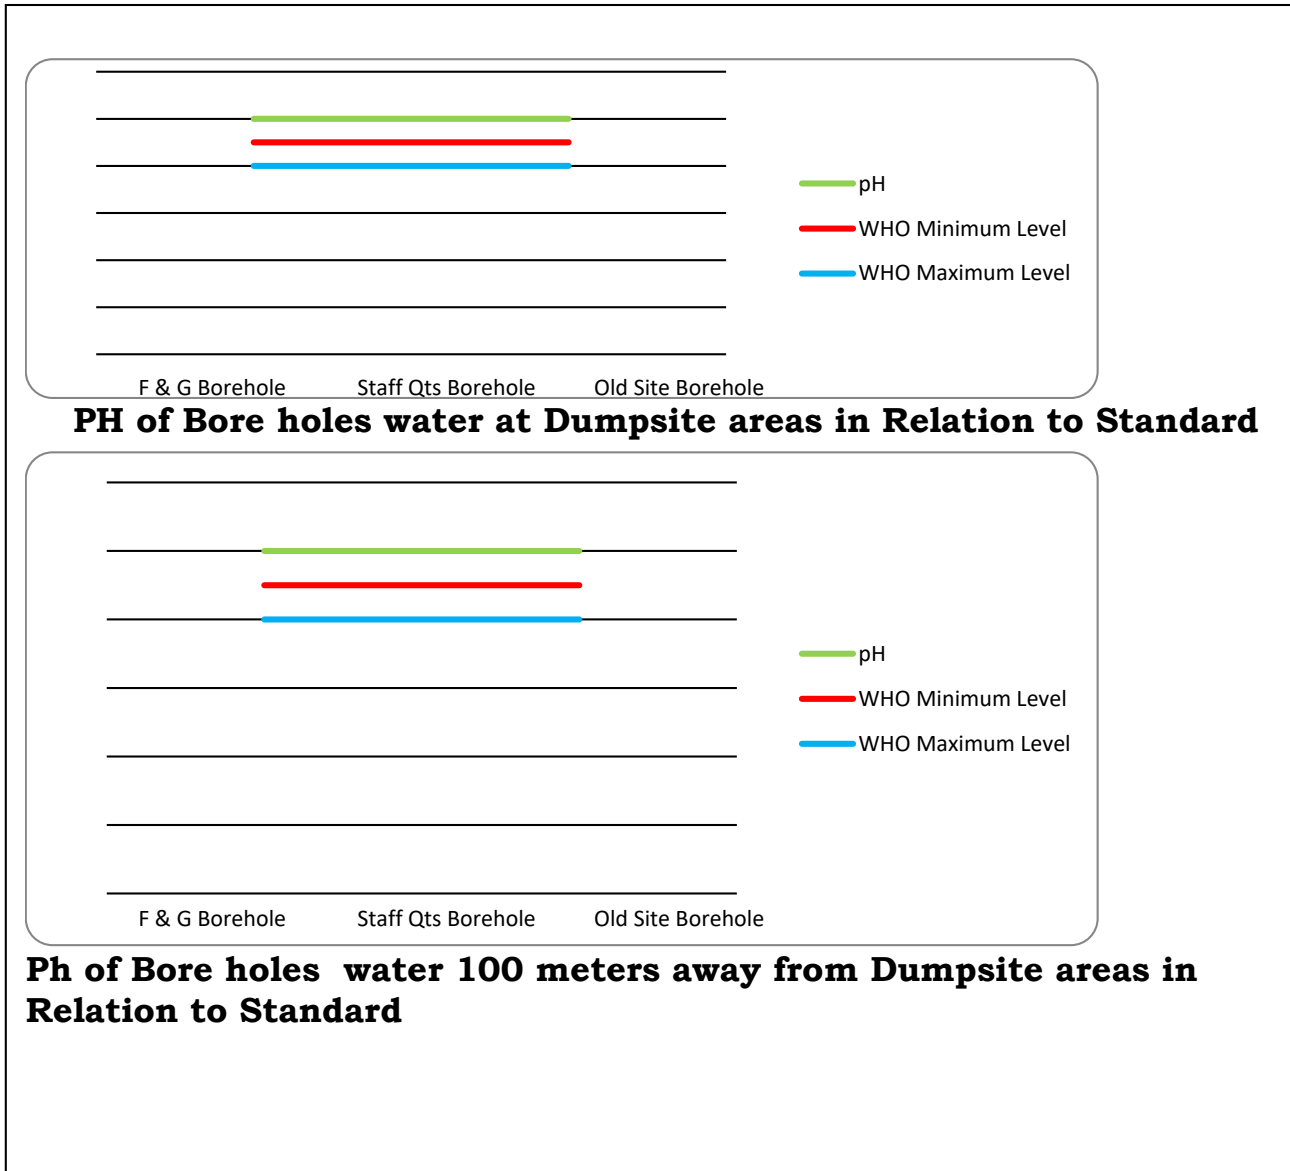 pH
WHO Minimum Level
WHO Maximum Level
F & G Borehole Staff Qts Borehole Old Site Borehole
PH of Bore holes water at Dumpsite areas in Relation to Standard
pH
WHO Minimum Level
WHO Maximum Level
F & G Borehole Staff Qts Borehole Old Site Borehole
Ph of Bore holes water 100 meters away from Dumpsite areas in
Relation to Standard